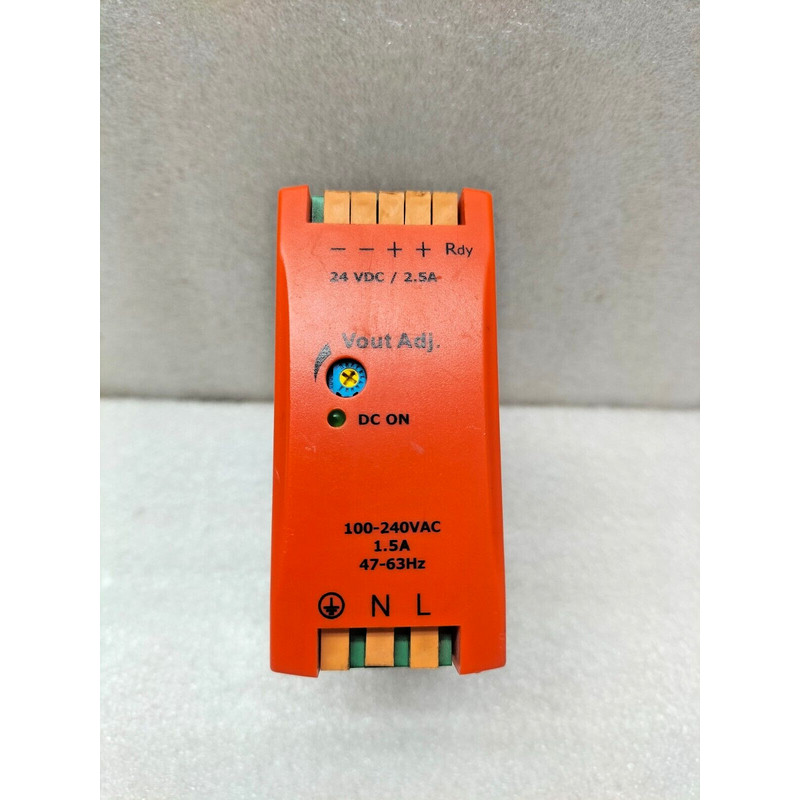 − − + + Rdy
24 VDC / 2.5A
Vout Adj.
DC ON
100-240VAC
1.5A
47-63Hz
⏚ N L